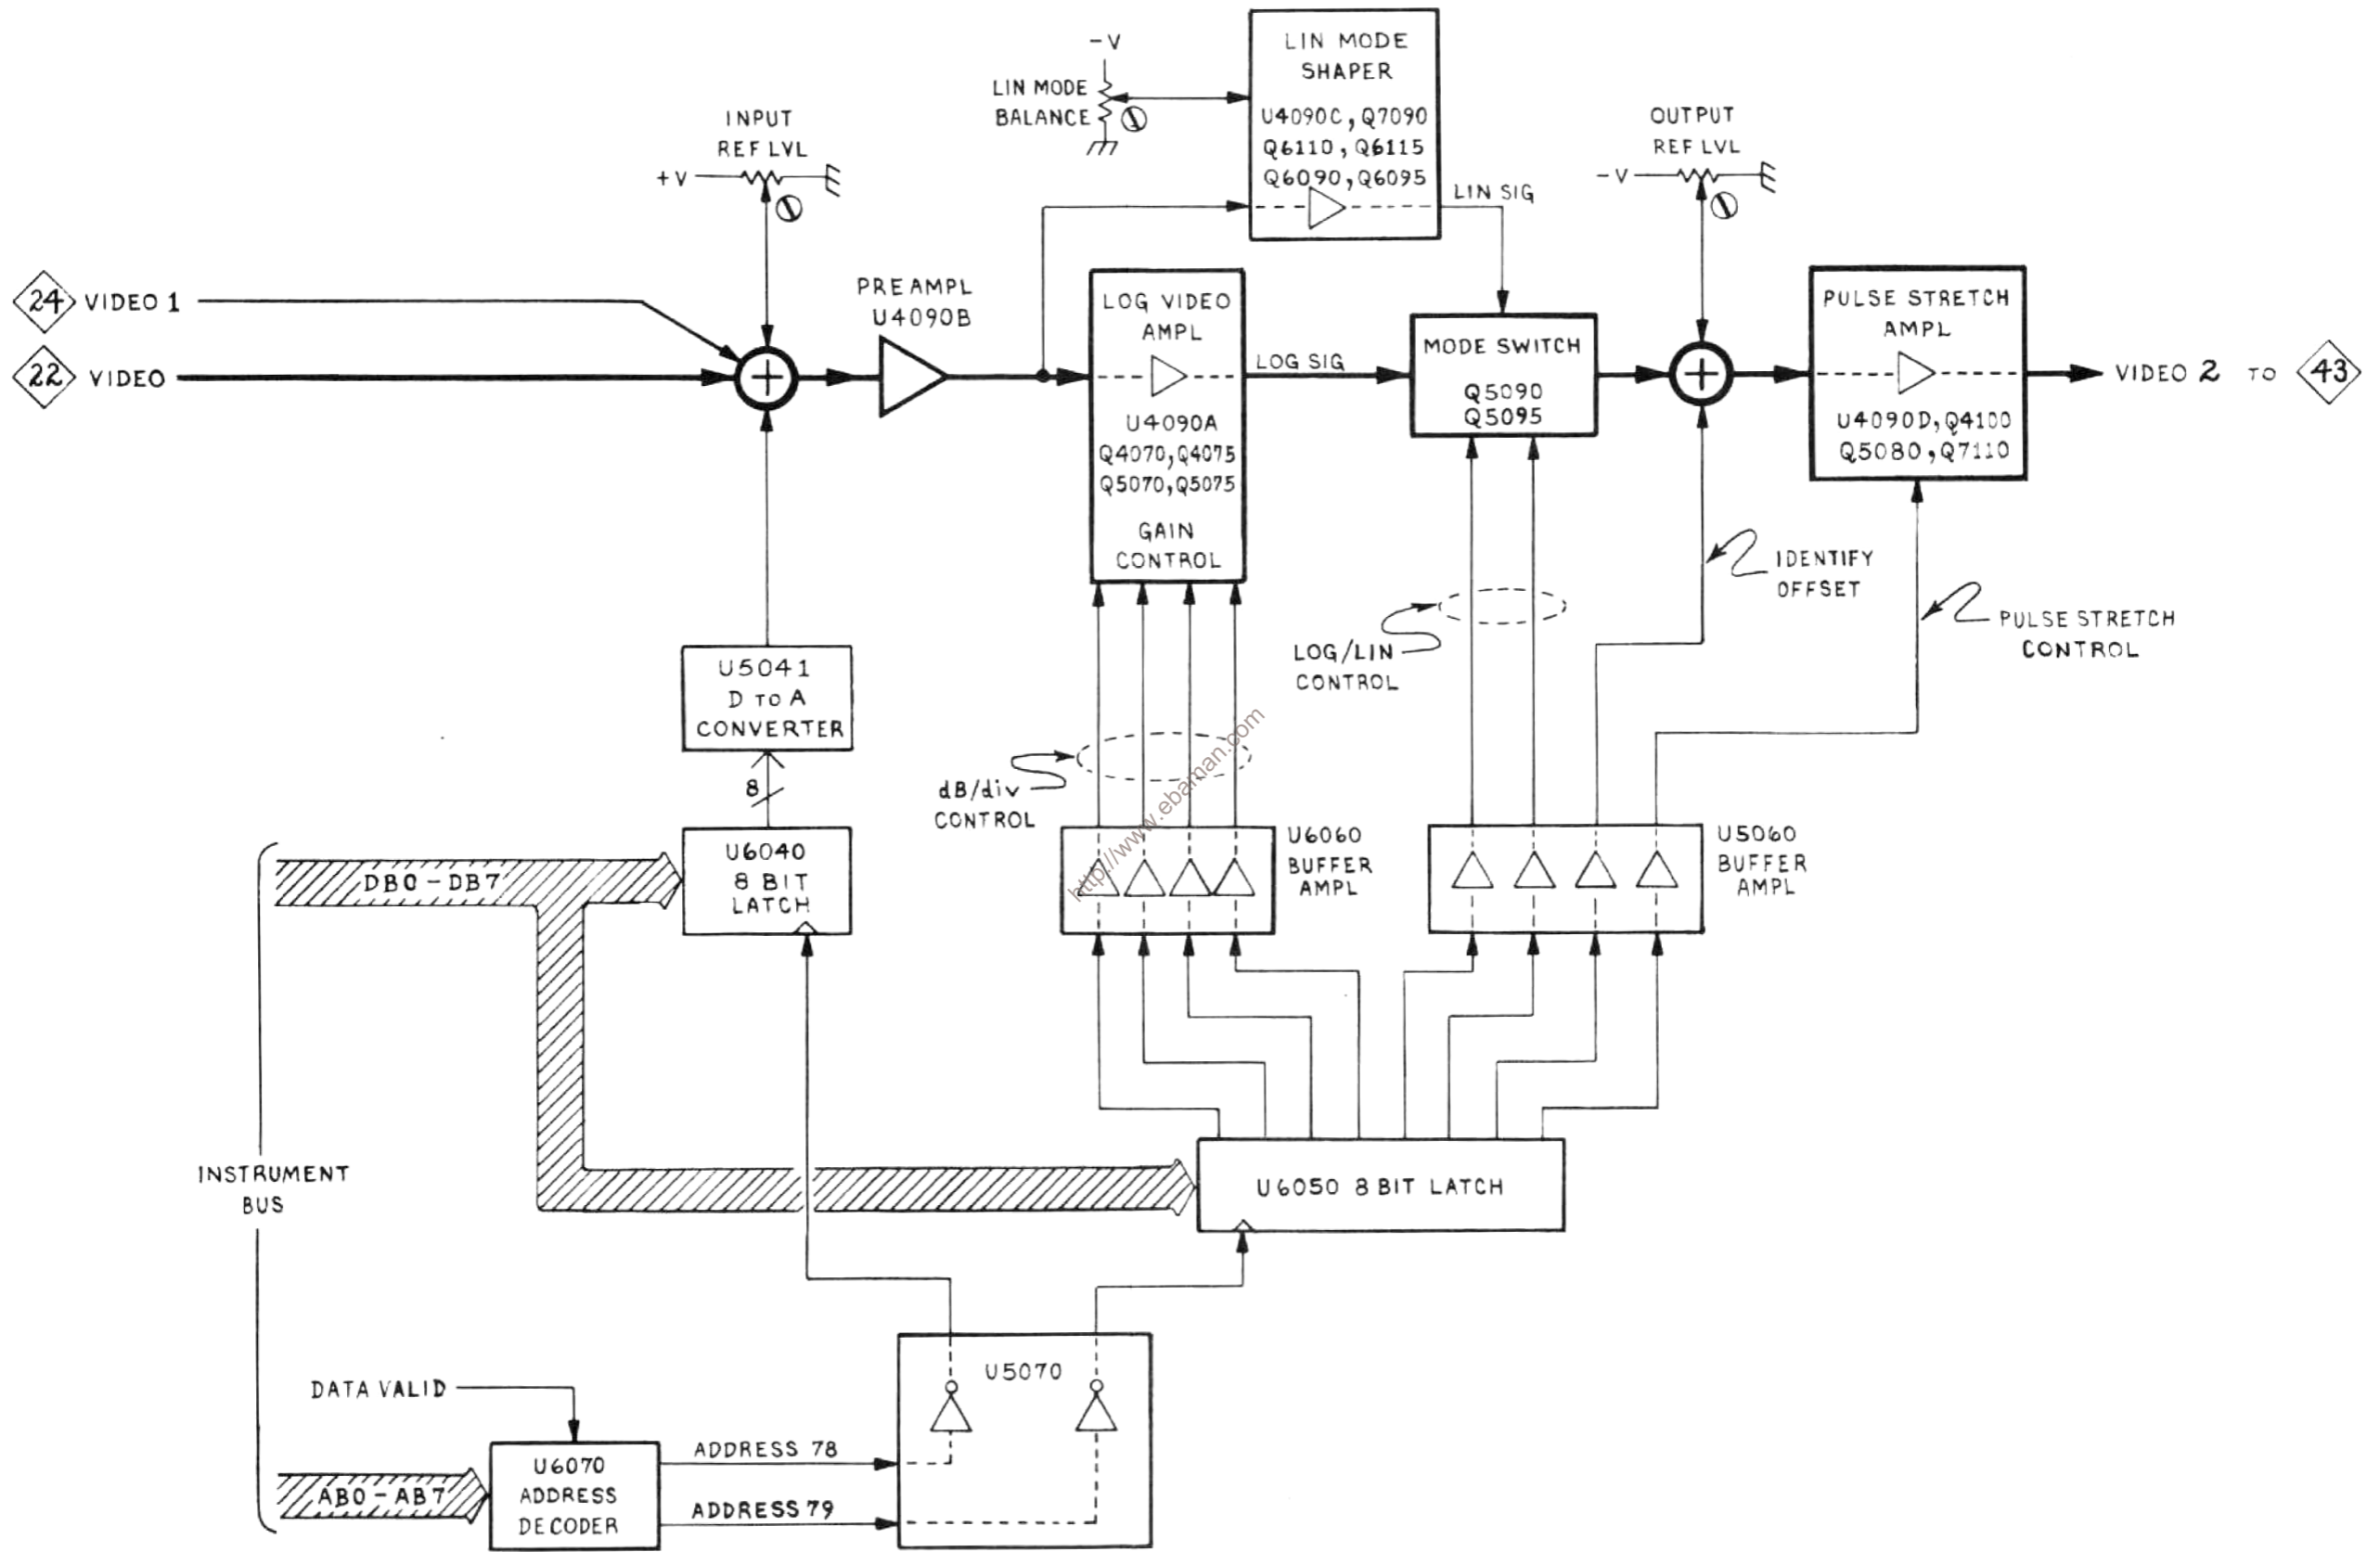 -V
LIN MODE
BALANCE
LIN MODE
SHAPER
U4090C, Q7090
Q6110, Q6115
Q6090, Q6095
LIN SIG
INPUT
REF LVL
+V
OUTPUT
REF LVL
-V
24 VIDEO 1
22 VIDEO
+
PREAMPL
U4090B
LOG VIDEO
AMPL
U4090A
Q4070, Q4075
Q5070, Q5075
GAIN
CONTROL
LOG SIG
MODE SWITCH
Q5090
Q5095
+
PULSE STRETCH
AMPL
U4090D, Q4100
Q5080, Q7110
VIDEO 2 TO 43
IDENTIFY
OFFSET
PULSE STRETCH
CONTROL
LOG/LIN
CONTROL
U5041
D TO A
CONVERTER
8
dB/div
CONTROL
http://www.ebaman.com
U6040
8 BIT
LATCH
DB0-DB7
U6060
BUFFER
AMPL
U5060
BUFFER
AMPL
INSTRUMENT
BUS
U6050 8 BIT LATCH
U5070
DATA VALID
AB0-AB7
U6070
ADDRESS
DECODER
ADDRESS 78
ADDRESS 79